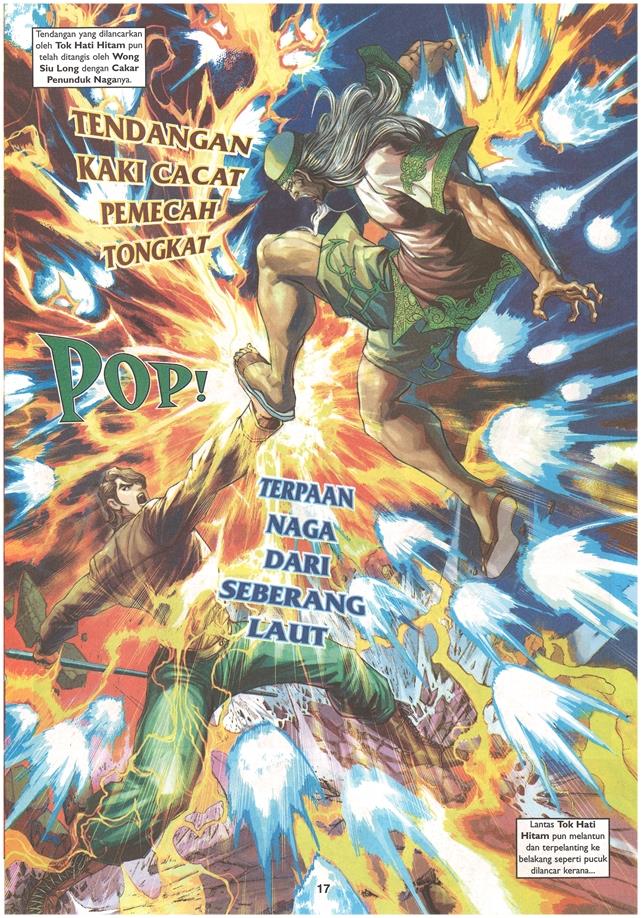 Tendangan yang dilancarkan
oleh Tok Hati Hitam pun
telah ditangis oleh Wong
Siu Long dengan Cakar
Penunduk Naganya.
TENDANGAN
KAKI CACAT
PEMECAH
TONGKAT
POP!
TERPAAN
NAGA
DARI
SEBERANG
LAUT
Lantas Tok Hati
Hitam pun melantun
dan terpelanting ke
belakang seperti pucuk
dilancar kerana...
17